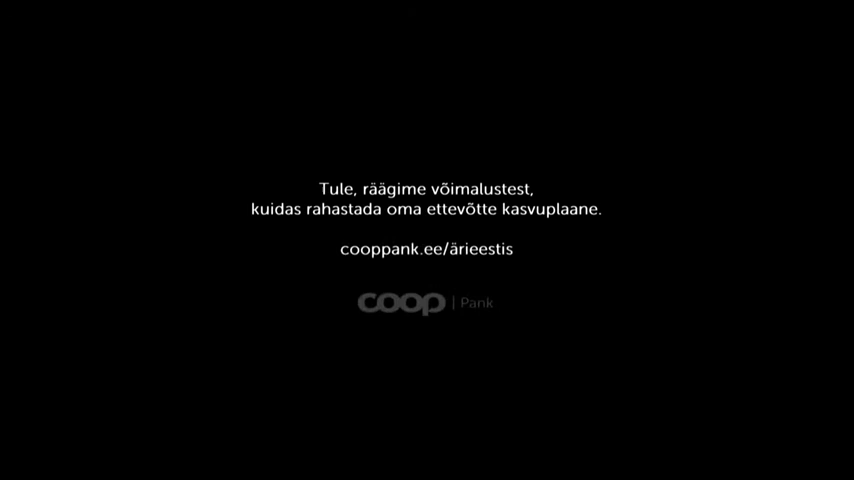 Tule, räägime võimalustest,
kuidas rahastada oma ettevõtte kasvuplaane.
cooppank.ee/ärieestis
coop | Pank